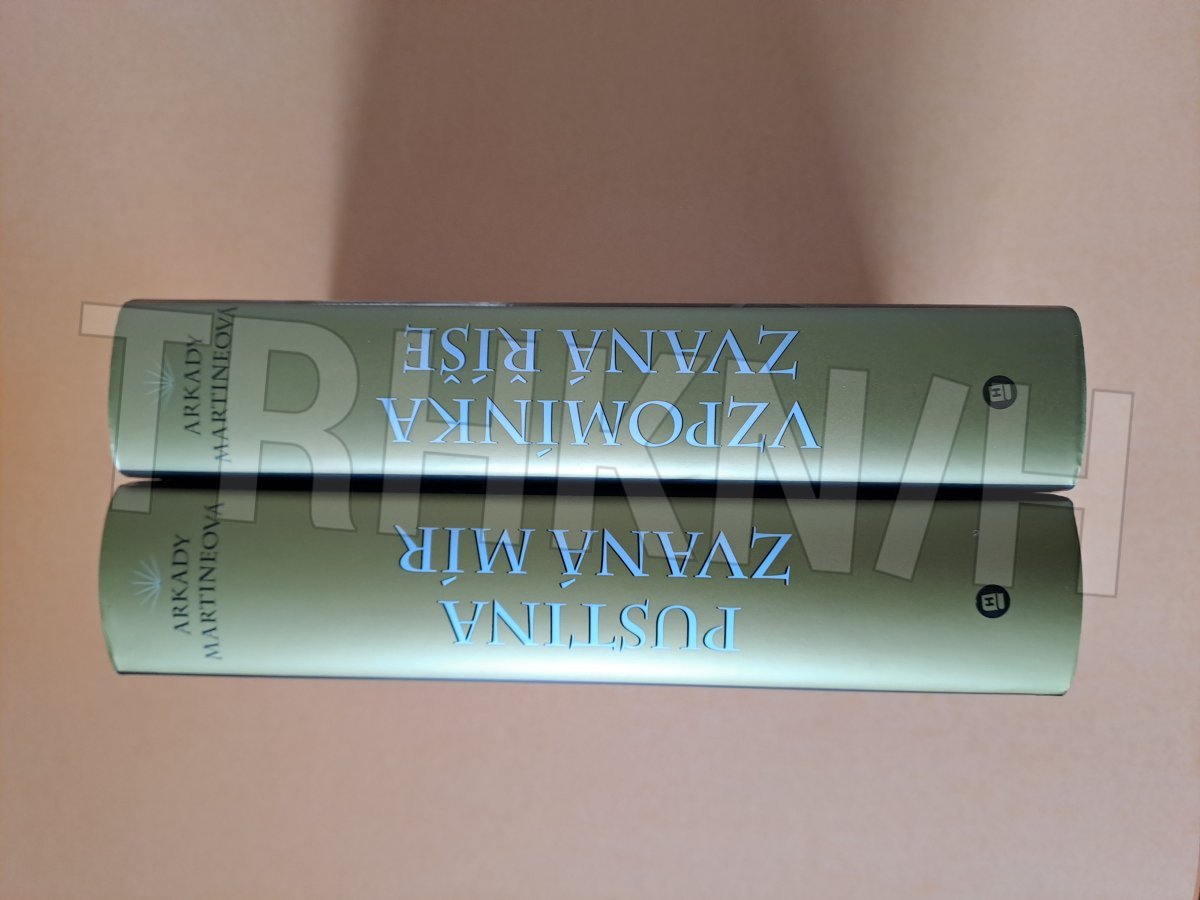 ARKADY
MARTINEOVÁ
VZPOMÍNKA
ZVANÁ ŘÍŠE
H
ARKADY
MARTINEOVÁ
PUSTINA
ZVANÁ MÍR
H
TRHKNIH